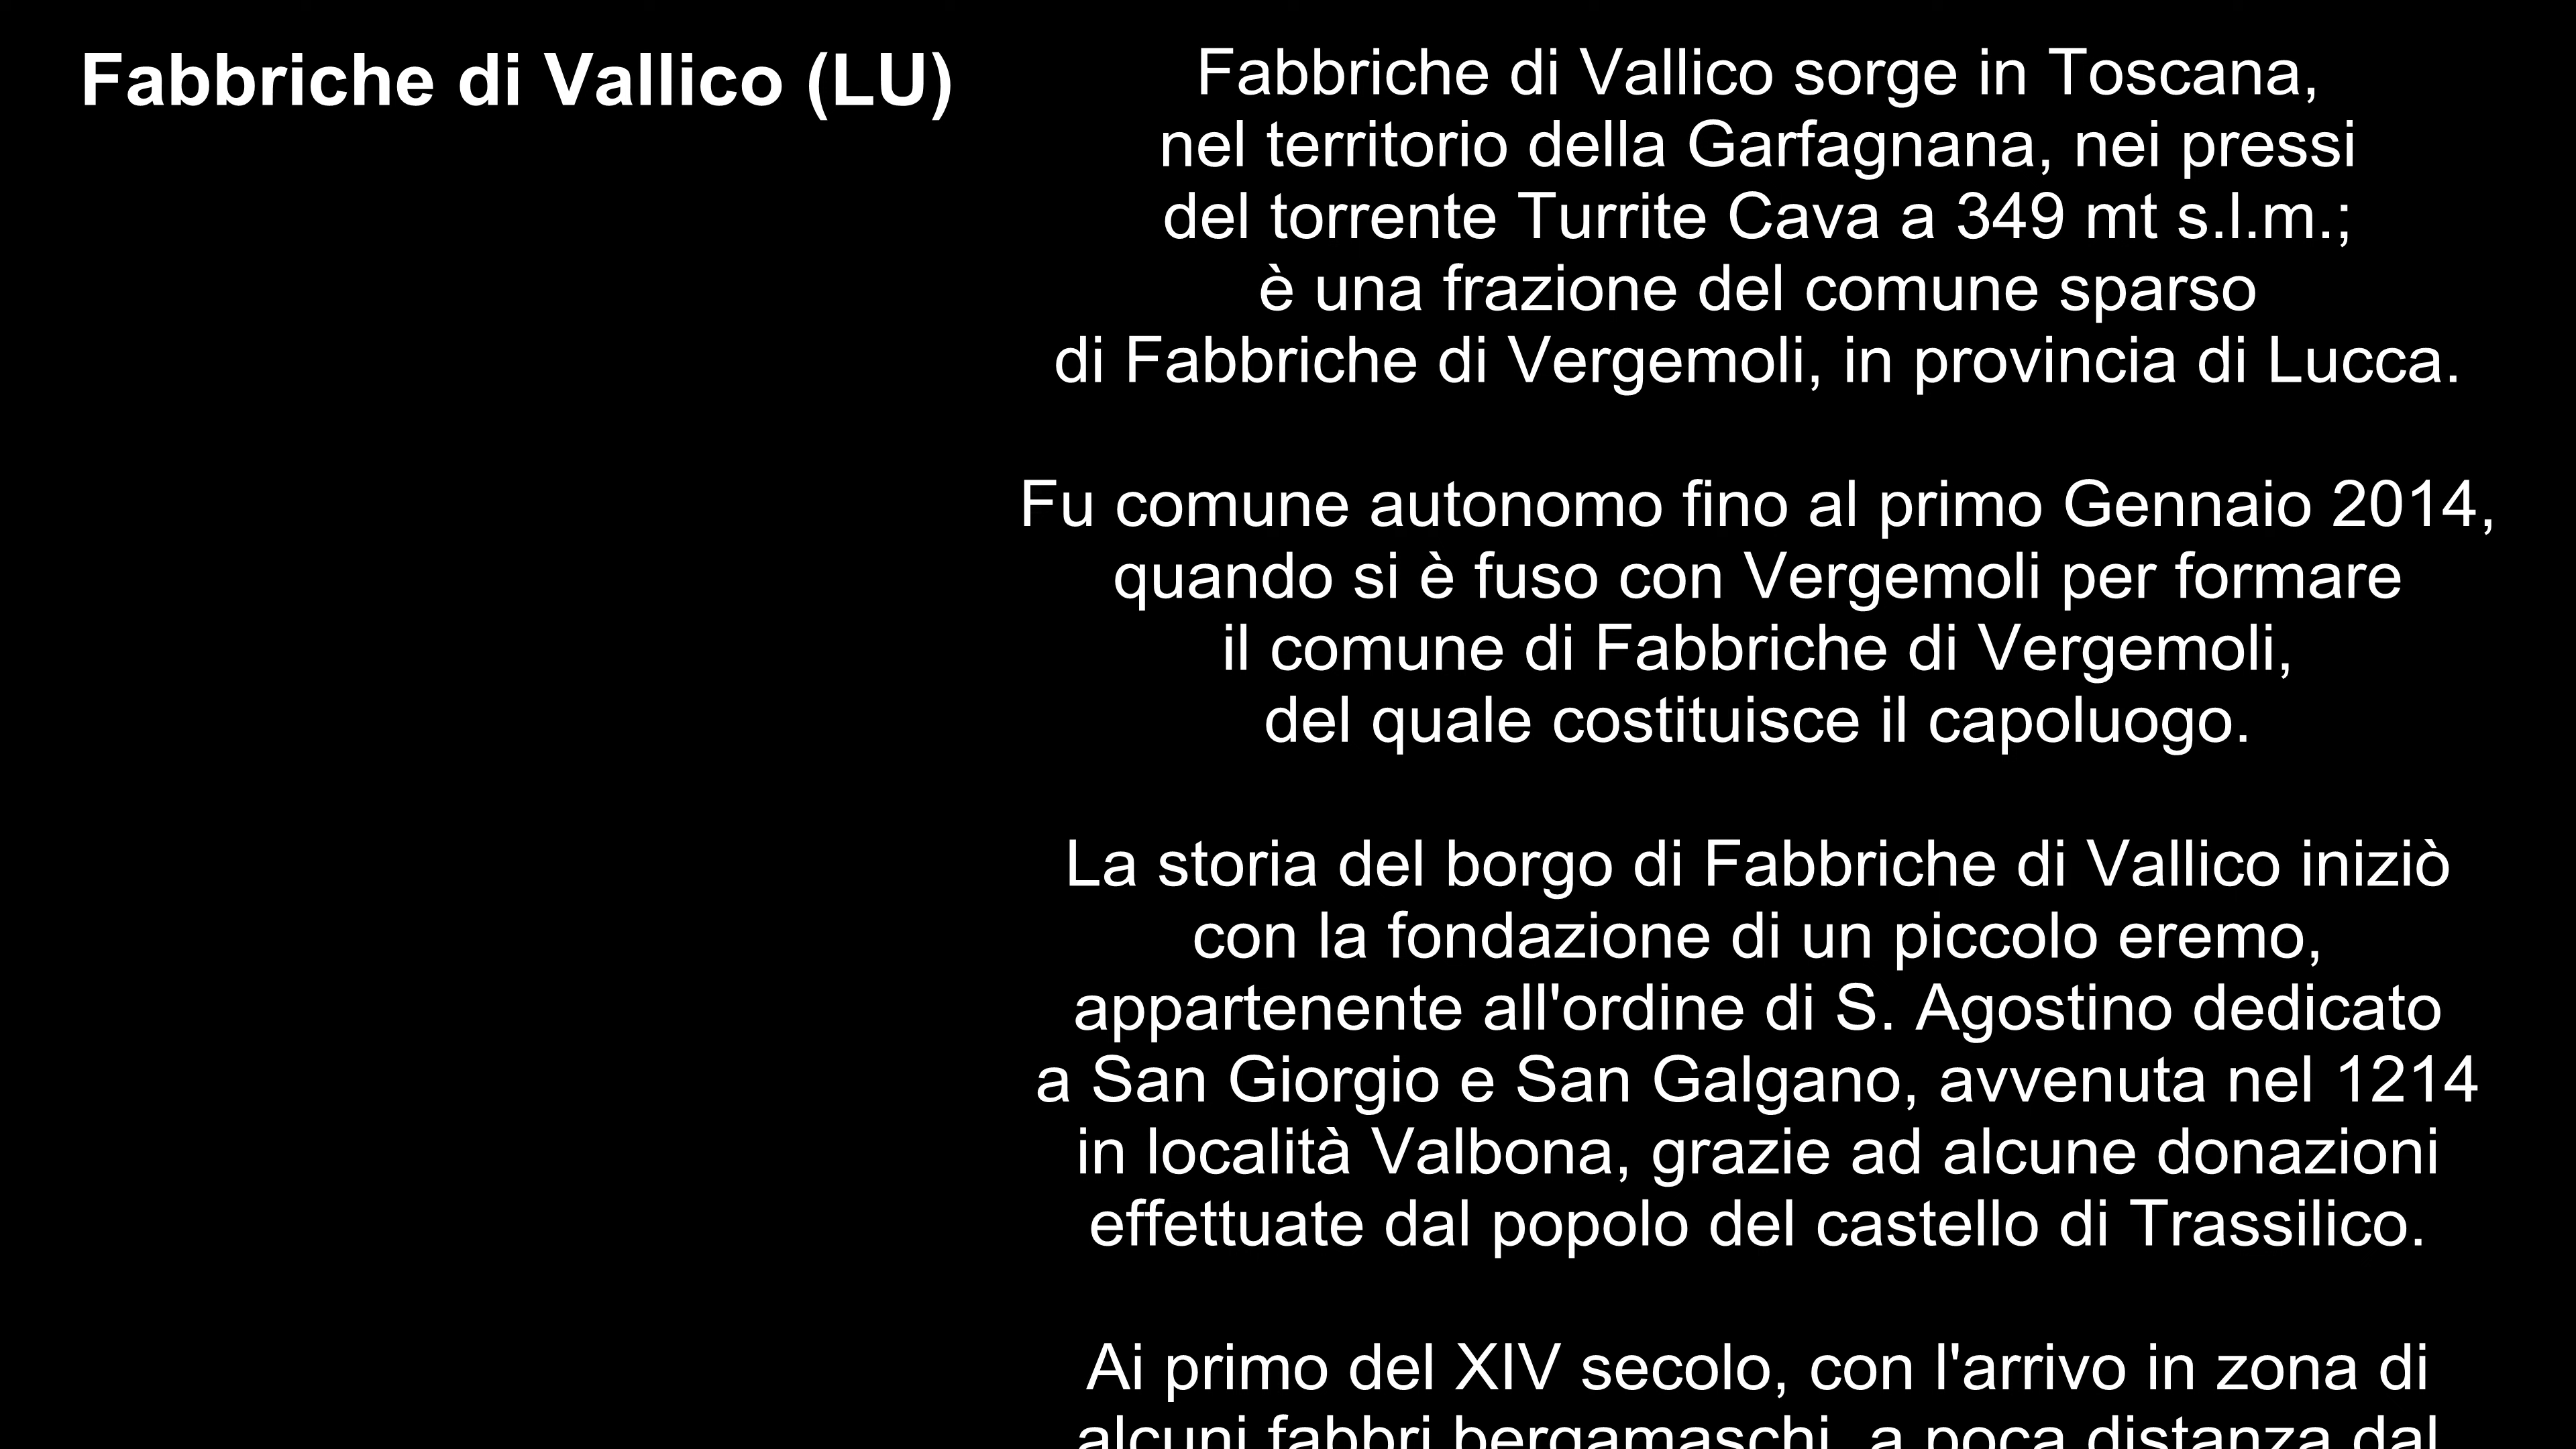 Fabbriche di Vallico (LU)
Fabbriche di Vallico sorge in Toscana,
nel territorio della Garfagnana, nei pressi
del torrente Turrite Cava a 349 mt s.l.m.;
è una frazione del comune sparso
di Fabbriche di Vergemoli, in provincia di Lucca.
Fu comune autonomo fino al primo Gennaio 2014,
quando si è fuso con Vergemoli per formare
il comune di Fabbriche di Vergemoli,
del quale costituisce il capoluogo.
La storia del borgo di Fabbriche di Vallico iniziò
con la fondazione di un piccolo eremo,
appartenente all'ordine di S. Agostino dedicato
a San Giorgio e San Galgano, avvenuta nel 1214
in località Valbona, grazie ad alcune donazioni
effettuate dal popolo del castello di Trassilico.
Ai primo del XIV secolo, con l'arrivo in zona di
alcuni fabbri bergamaschi, a poca distanza dal